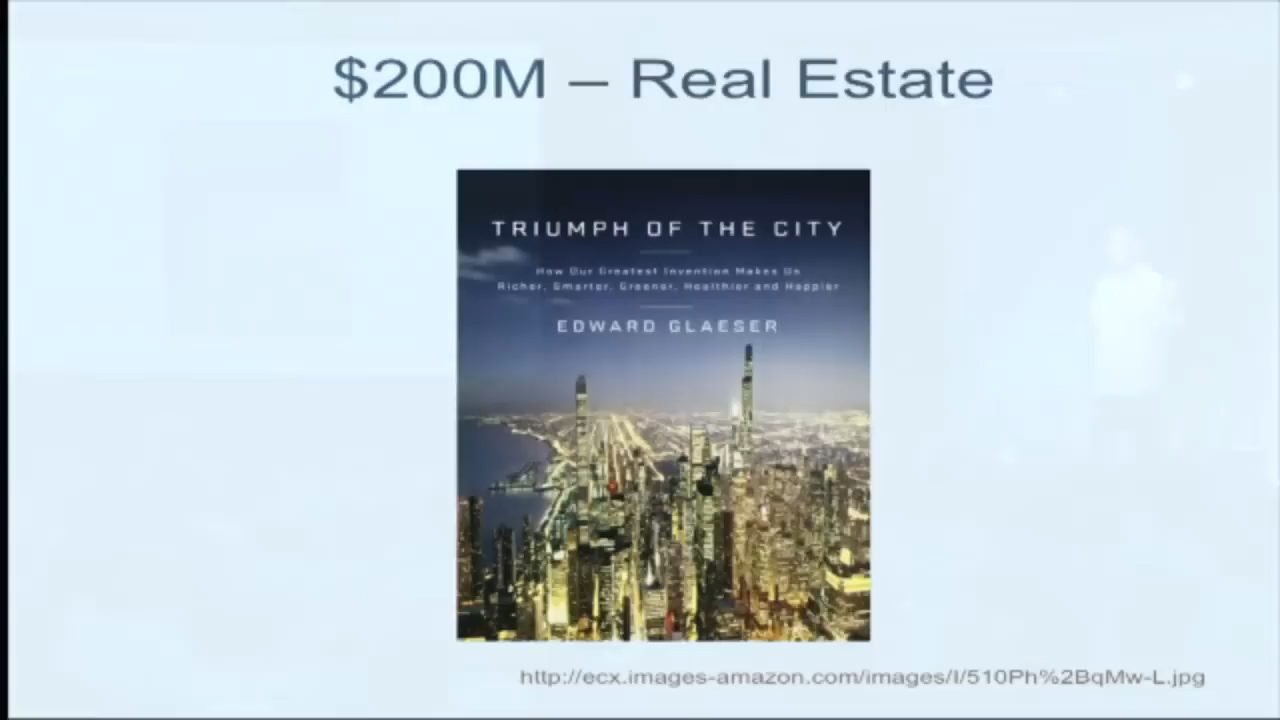 $200M – Real Estate
TRIUMPH OF THE CITY
How Our Greatest Invention Makes Us
Richer, Smarter, Greener, Healthier and Happier
EDWARD GLAESER
http://ecx.images-amazon.com/images/I/510Ph%2BqMw-L.jpg